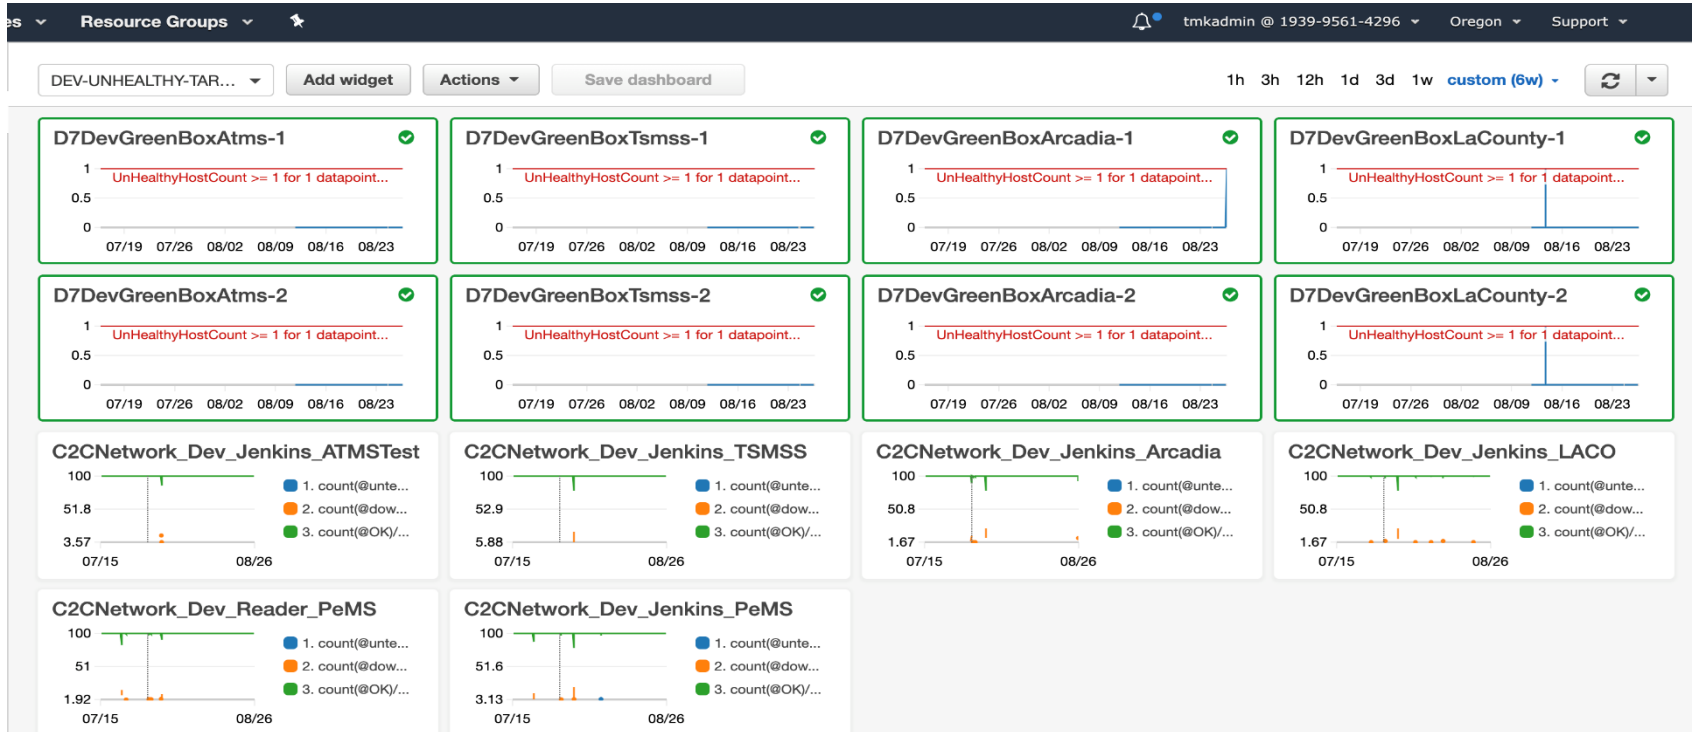 es Resource Groups tmkadmin @ 1939-9561-4296 Oregon Support
DEV-UNHEALTHY-TAR... Add widget Actions Save dashboard 1h 3h 12h 1d 3d 1w custom (6w)
D7DevGreenBoxAtms-1
1
UnHealthyHostCount >= 1 for 1 datapoint...
0.5
0
07/19 07/26 08/02 08/09 08/16 08/23
D7DevGreenBoxTsmss-1
1
UnHealthyHostCount >= 1 for 1 datapoint...
0.5
0
07/19 07/26 08/02 08/09 08/16 08/23
D7DevGreenBoxArcadia-1
1
UnHealthyHostCount >= 1 for 1 datapoint...
0.5
0
07/19 07/26 08/02 08/09 08/16 08/23
D7DevGreenBoxLaCounty-1
1
UnHealthyHostCount >= 1 for 1 datapoint...
0.5
0
07/19 07/26 08/02 08/09 08/16 08/23
D7DevGreenBoxAtms-2
1
UnHealthyHostCount >= 1 for 1 datapoint...
0.5
0
07/19 07/26 08/02 08/09 08/16 08/23
D7DevGreenBoxTsmss-2
1
UnHealthyHostCount >= 1 for 1 datapoint...
0.5
0
07/19 07/26 08/02 08/09 08/16 08/23
D7DevGreenBoxArcadia-2
1
UnHealthyHostCount >= 1 for 1 datapoint...
0.5
0
07/19 07/26 08/02 08/09 08/16 08/23
D7DevGreenBoxLaCounty-2
1
UnHealthyHostCount >= 1 for 1 datapoint...
0.5
0
07/19 07/26 08/02 08/09 08/16 08/23
C2CNetwork_Dev_Jenkins_ATMSTest
100
1. count(@unte...
51.8
2. count(@dow...
3. count(@OK)/...
3.57
07/15 08/26
C2CNetwork_Dev_Jenkins_TSMSS
100
1. count(@unte...
52.9
2. count(@dow...
3. count(@OK)/...
5.88
07/15 08/26
C2CNetwork_Dev_Jenkins_Arcadia
100
1. count(@unte...
50.8
2. count(@dow...
3. count(@OK)/...
1.67
07/15 08/26
C2CNetwork_Dev_Jenkins_LACO
100
1. count(@unte...
50.8
2. count(@dow...
3. count(@OK)/...
1.67
07/15 08/26
C2CNetwork_Dev_Reader_PeMS
100
1. count(@unte...
51
2. count(@dow...
3. count(@OK)/...
1.92
07/15 08/26
C2CNetwork_Dev_Jenkins_PeMS
100
1. count(@unte...
51.6
2. count(@dow...
3. count(@OK)/...
3.13
07/15 08/26